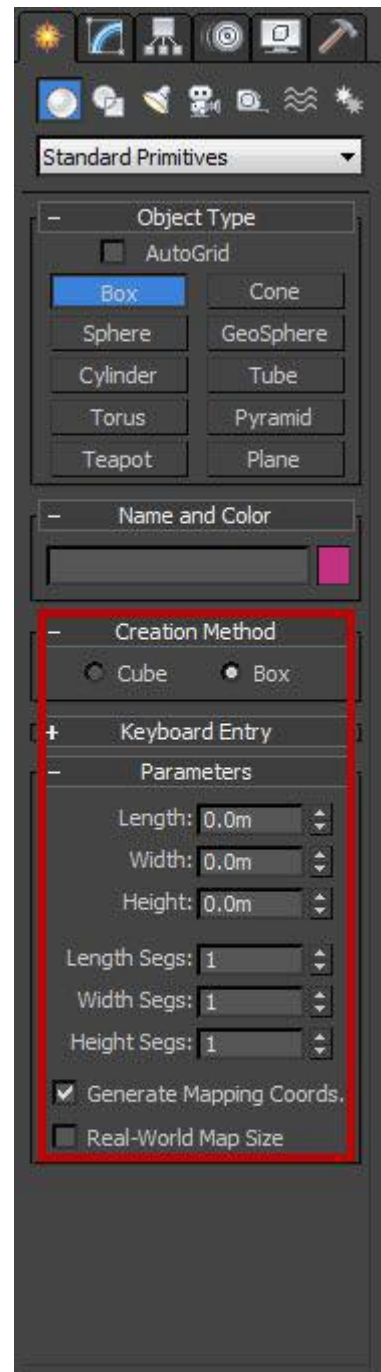 Standard Primitives
− Object Type
AutoGrid
Box Cone
Sphere GeoSphere
Cylinder Tube
Torus Pyramid
Teapot Plane
− Name and Color
− Creation Method
Cube Box
+ Keyboard Entry
− Parameters
Length: 0.0m
Width: 0.0m
Height: 0.0m
Length Segs: 1
Width Segs: 1
Height Segs: 1
Generate Mapping Coords.
Real-World Map Size